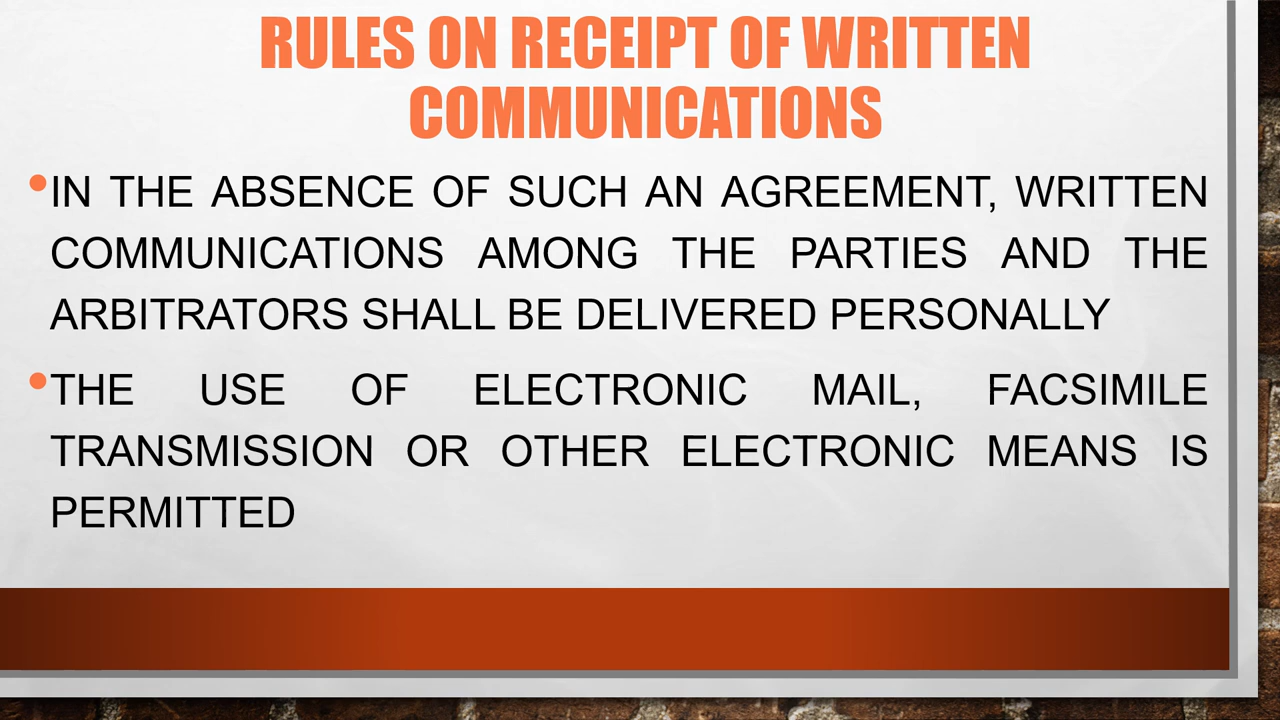 RULES ON RECEIPT OF WRITTEN
COMMUNICATIONS
•IN THE ABSENCE OF SUCH AN AGREEMENT, WRITTEN
COMMUNICATIONS AMONG THE PARTIES AND THE
ARBITRATORS SHALL BE DELIVERED PERSONALLY
•THE USE OF ELECTRONIC MAIL, FACSIMILE
TRANSMISSION OR OTHER ELECTRONIC MEANS IS
PERMITTED